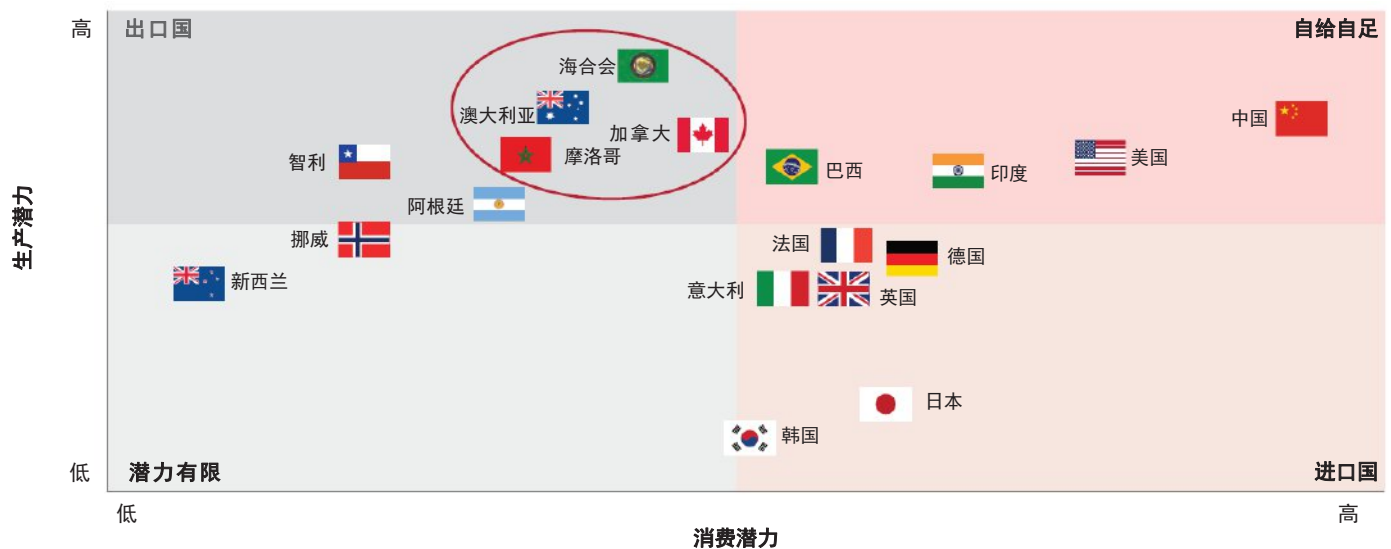 高
出口国
自给自足
海合会
澳大利亚
加拿大
中国
智利
摩洛哥
巴西
印度
美国
阿根廷
生产潜力
挪威
法国
德国
新西兰
意大利
英国
日本
韩国
低
潜力有限
进口国
低
高
消费潜力